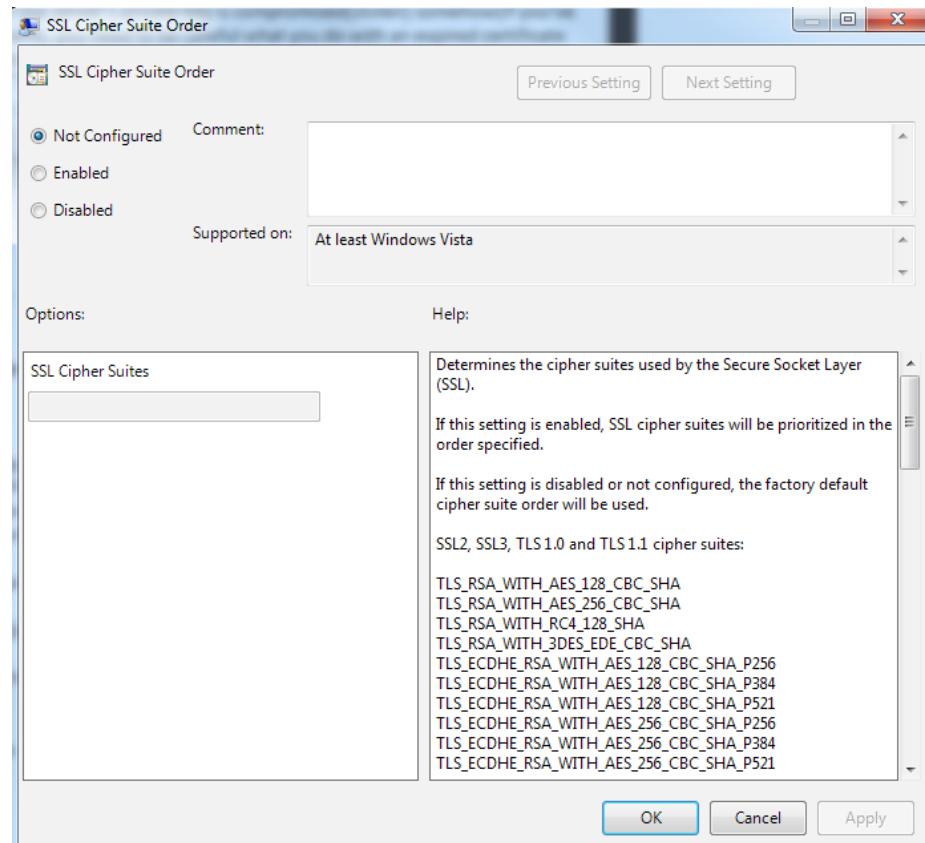 SSL Cipher Suite Order
SSL Cipher Suite Order
Previous Setting
Next Setting
Not Configured
Enabled
Disabled
Comment:
Supported on:
At least Windows Vista
Options:
Help:
SSL Cipher Suites
Determines the cipher suites used by the Secure Socket Layer
(SSL).
If this setting is enabled, SSL cipher suites will be prioritized in the
order specified.
If this setting is disabled or not configured, the factory default
cipher suite order will be used.
SSL2, SSL3, TLS 1.0 and TLS 1.1 cipher suites:
TLS_RSA_WITH_AES_128_CBC_SHA
TLS_RSA_WITH_AES_256_CBC_SHA
TLS_RSA_WITH_RC4_128_SHA
TLS_RSA_WITH_3DES_EDE_CBC_SHA
TLS_ECDHE_RSA_WITH_AES_128_CBC_SHA_P256
TLS_ECDHE_RSA_WITH_AES_128_CBC_SHA_P384
TLS_ECDHE_RSA_WITH_AES_128_CBC_SHA_P521
TLS_ECDHE_RSA_WITH_AES_256_CBC_SHA_P256
TLS_ECDHE_RSA_WITH_AES_256_CBC_SHA_P384
TLS_ECDHE_RSA_WITH_AES_256_CBC_SHA_P521
OK
Cancel
Apply